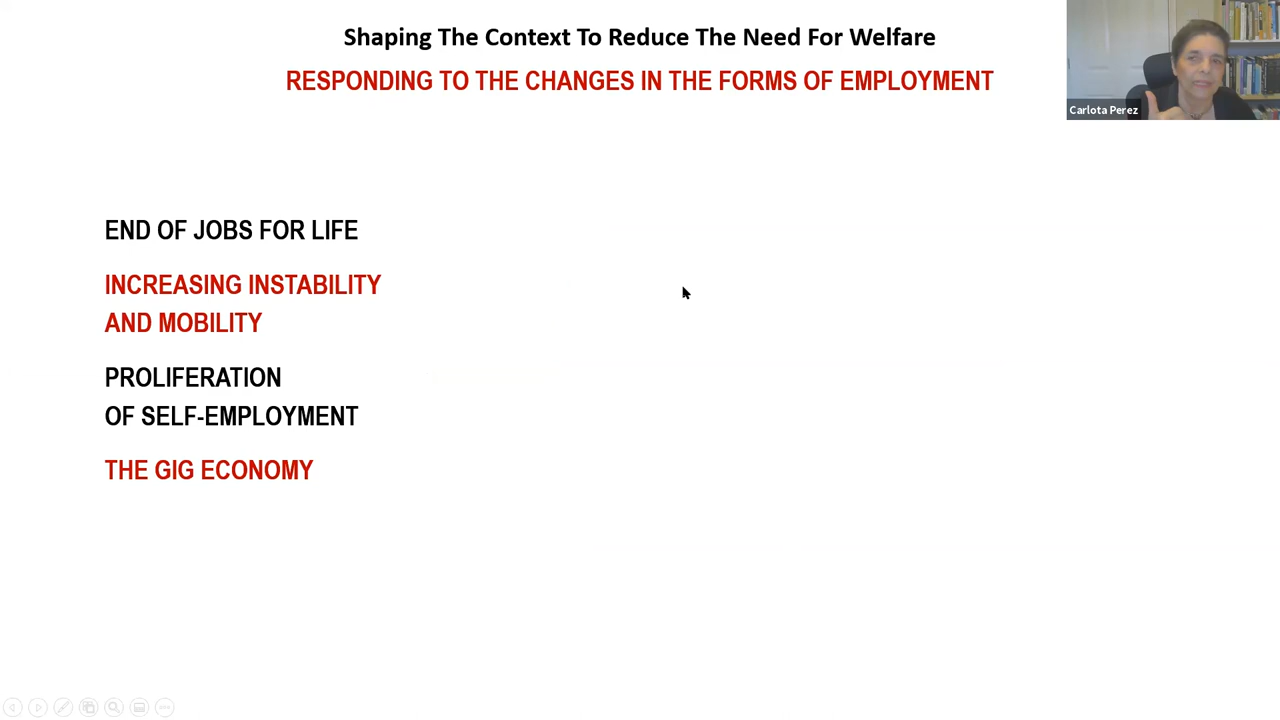 Shaping The Context To Reduce The Need For Welfare
RESPONDING TO THE CHANGES IN THE FORMS OF EMPLOYMENT
Carlota Perez
END OF JOBS FOR LIFE
INCREASING INSTABILITY
AND MOBILITY
PROLIFERATION
OF SELF-EMPLOYMENT
THE GIG ECONOMY